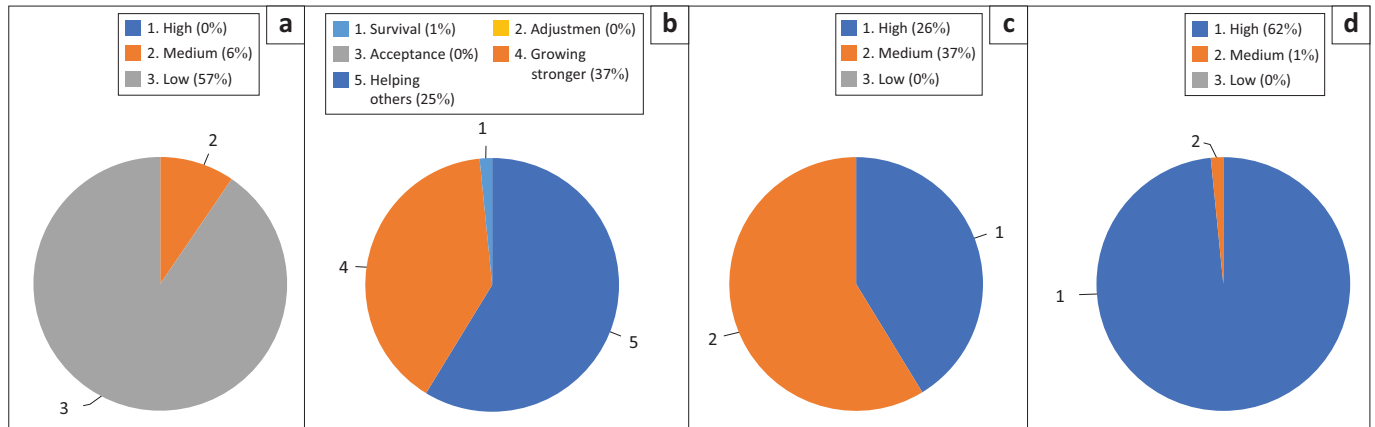 1. High (0%)
2. Medium (6%)
3. Low (57%)
a
2
3
1. Survival (1%)
2. Adjustmen (0%)
3. Acceptance (0%)
4. Growing
stronger (37%)
5. Helping
others (25%)
b
1
4
5
1. High (26%)
2. Medium (37%)
3. Low (0%)
c
1
2
1. High (62%)
2. Medium (1%)
3. Low (0%)
d
2
1